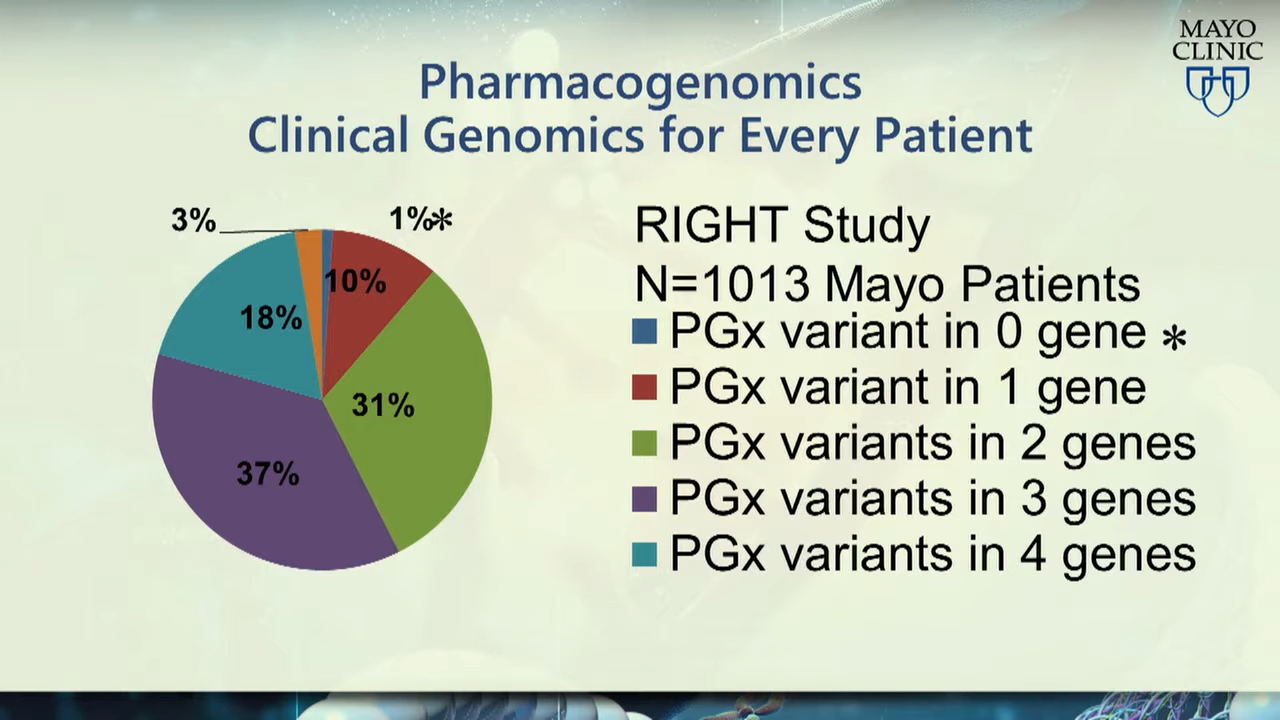 MAYO
CLINIC
Pharmacogenomics
Clinical Genomics for Every Patient
3%
1%*
10%
18%
31%
37%
RIGHT Study
N=1013 Mayo Patients
PGx variant in 0 gene *
PGx variant in 1 gene
PGx variants in 2 genes
PGx variants in 3 genes
PGx variants in 4 genes